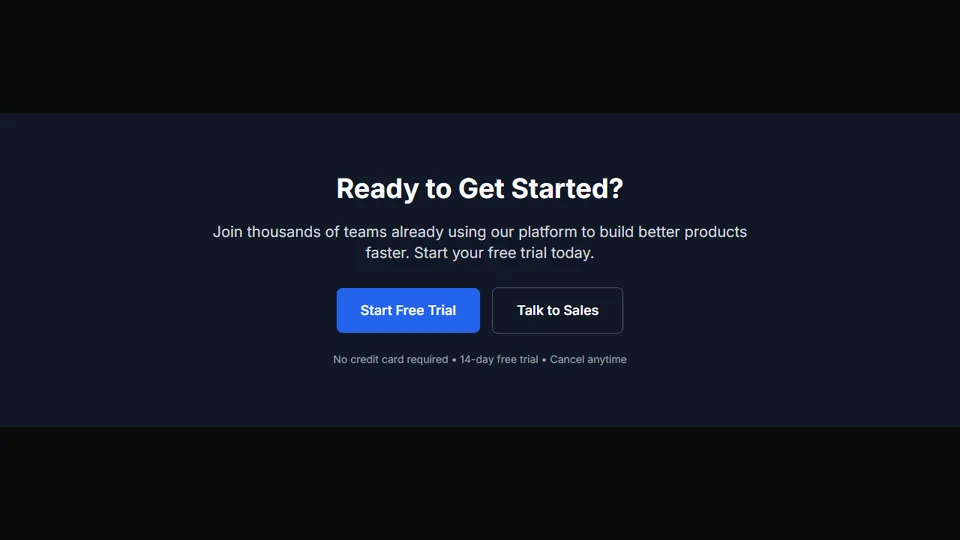 Ready to Get Started?
Join thousands of teams already using our platform to build better products
faster. Start your free trial today.
Start Free Trial
Talk to Sales
No credit card required • 14-day free trial • Cancel anytime